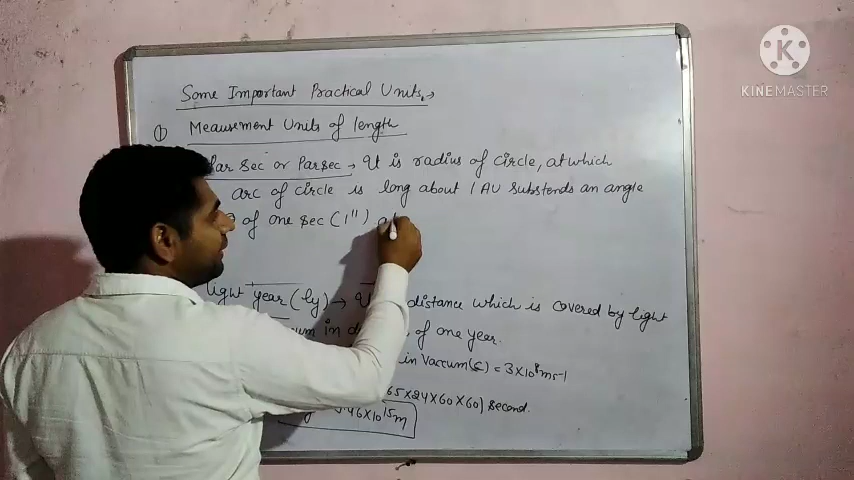 Some Important Practical Units →
① Meausement Units of length
Par Sec or Parsec → It is radius of circle, at which
arc of circle is long about 1 AU Substends an angle
of one sec (1")
light year (ly) → distance which is covered by light
in of one year.
in Vaccum(c) = 3×10⁸ms-1
65×24×60×60) Second.
46×10¹⁵m
K
KINEMASTER